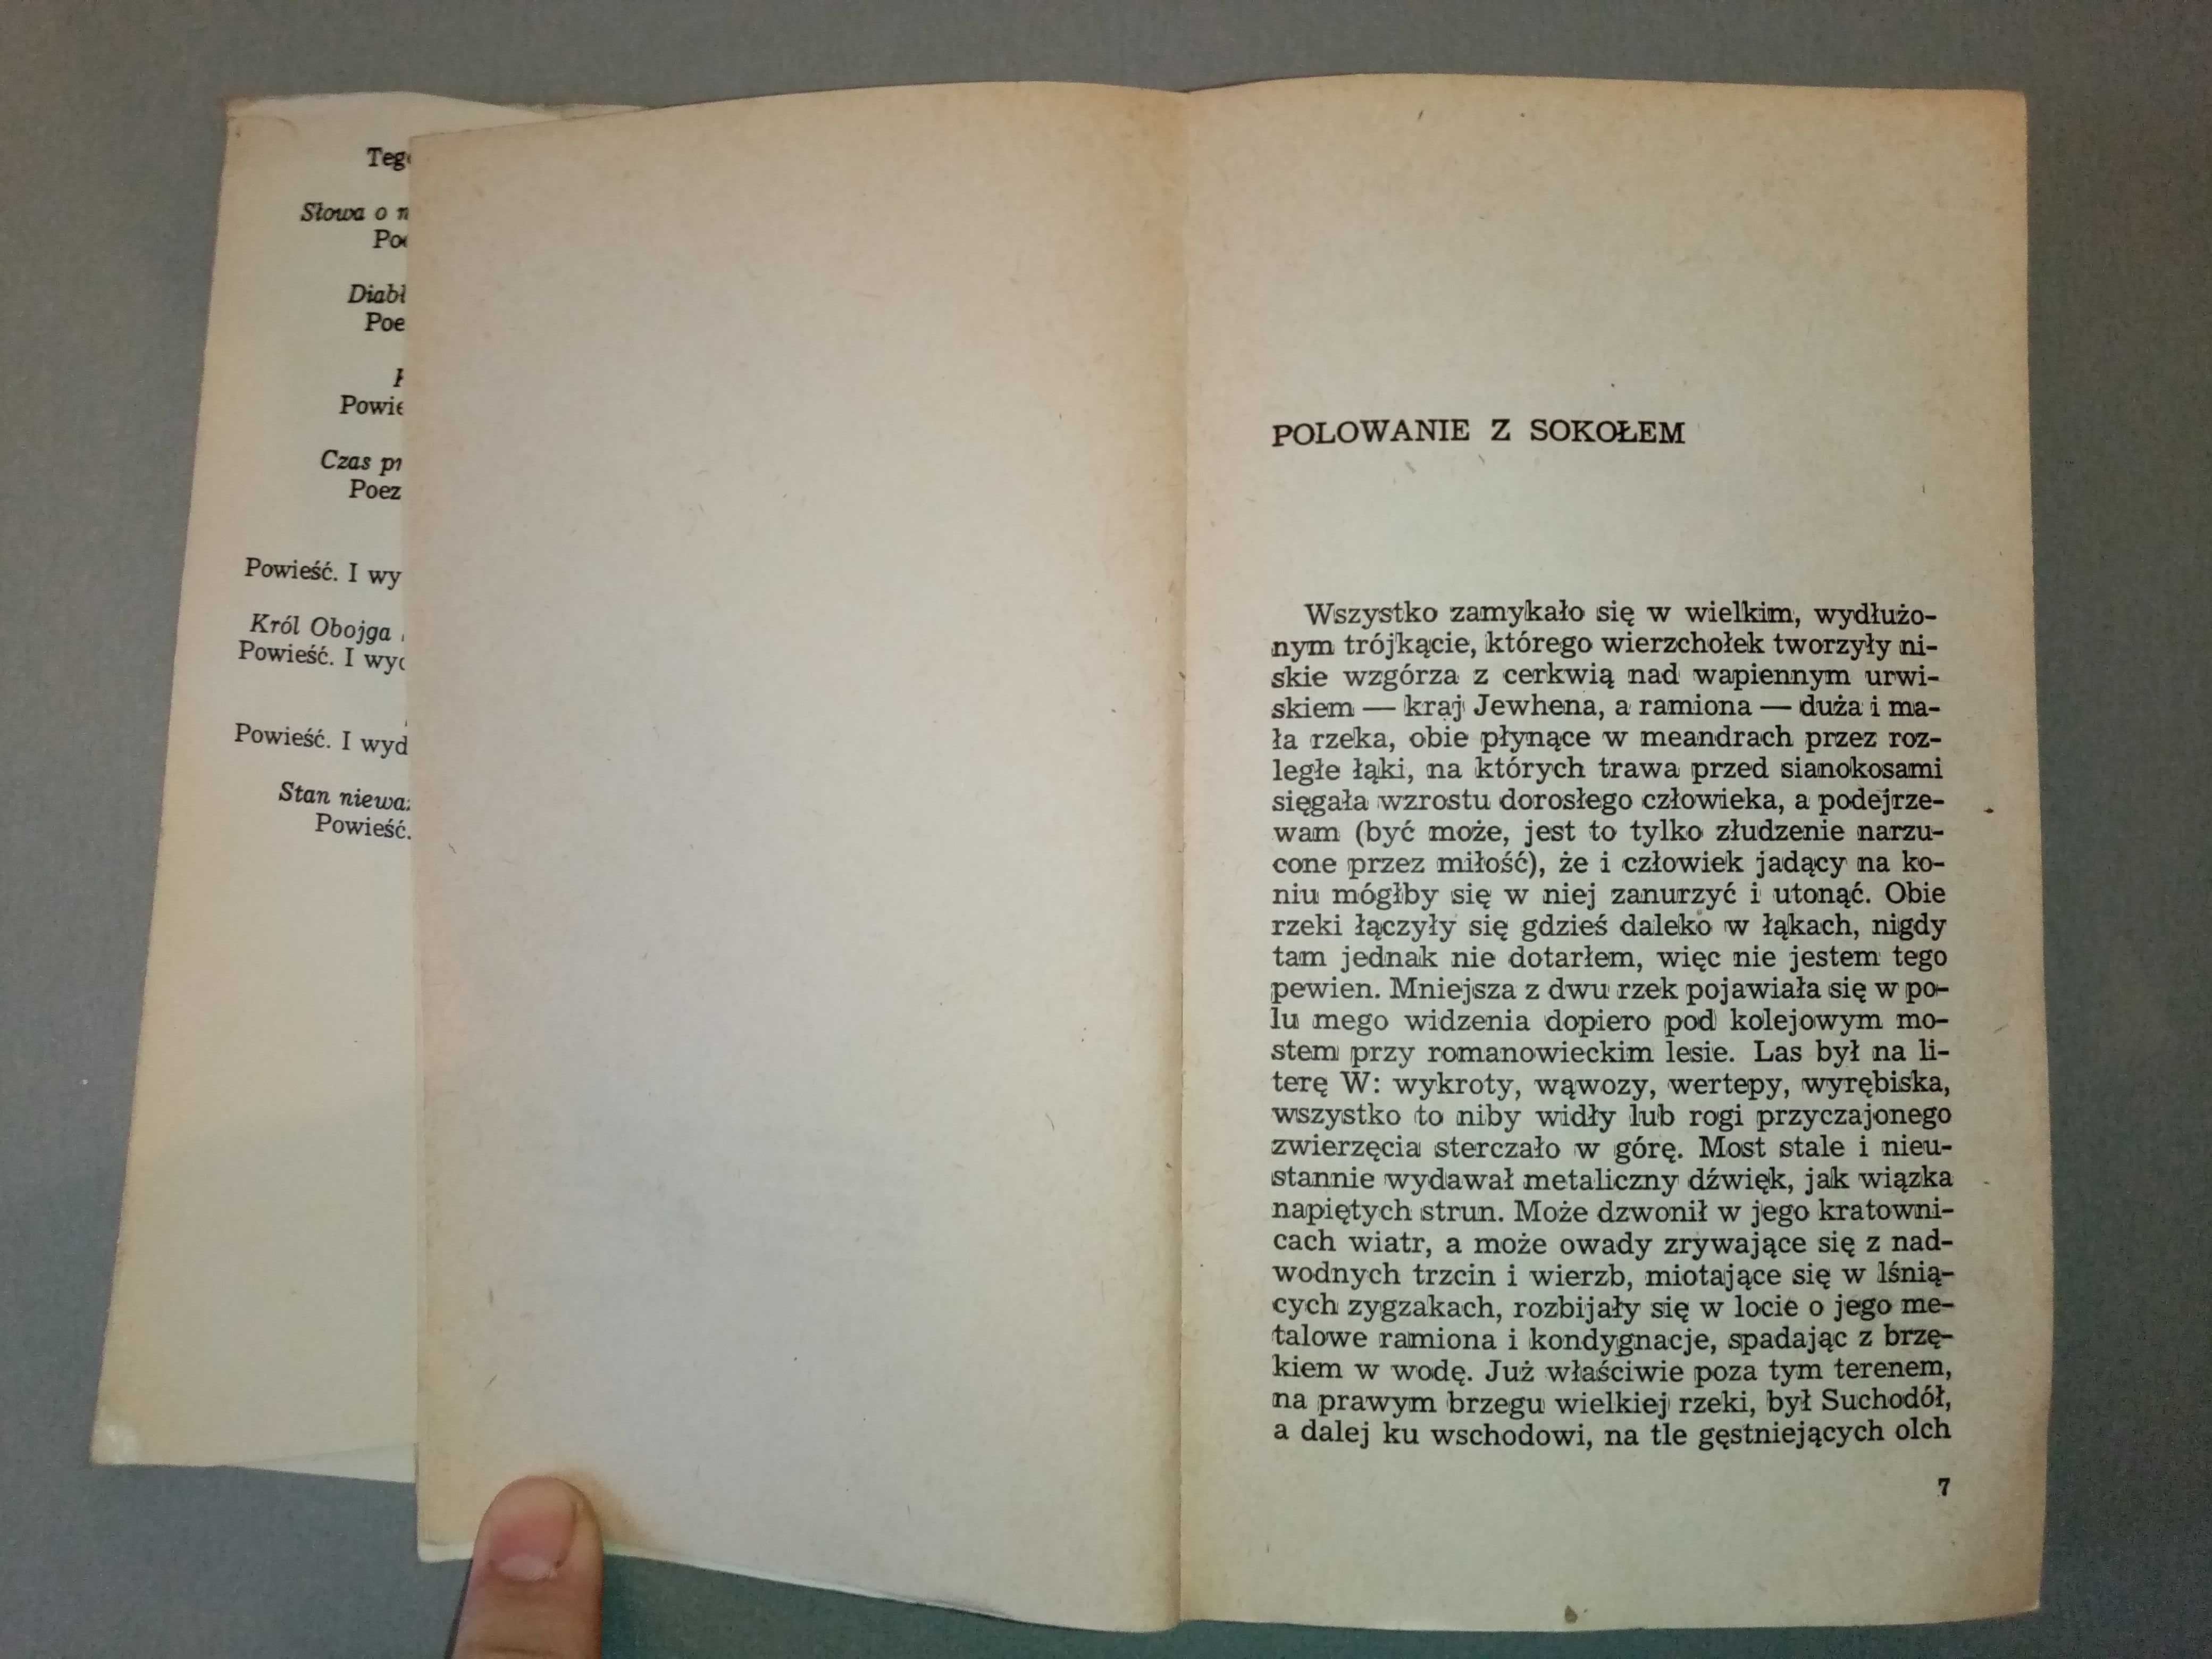 Słowa o
Powieść. I
Król Obojga
Powieść. I
Powieść. I
Stan
Powieść.
POLOWANIE Z SOKOŁEM
Wszystko zamykało się w wielkim, wydłużo-
nym trójkącie, którego wierzchołek tworzyły ni-
skie wzgórza z cerkwią nad wapiennym urwi-
skiem — kraj Jewhena, a ramiona — duża i ma-
ła rzeka, obie płynące w meandrach przez roz-
ległe łąki, na których trawa przed sianokosami
sięgała wzrostu dorosłego człowieka, a podejrze-
wam (być może, jest to tylko złudzenie narzu-
cone przez miłość), że i człowiek jadący na ko-
niu mógłby się w niej zanurzyć i utonąć. Obie
rzeki łączyły się gdzieś daleko w łąkach, nigdy
tam jednak nie dotarłem, więc nie jestem tego
pewien. Mniejsza z dwu rzek pojawiała się w po-
lu mego widzenia dopiero pod kolejowym mo-
stem przy romanowieckim lesie. Las był na li-
terę W: wykroty, wąwozy, wertepy, wyrębiska,
wszystko to niby widły lub rogi przyczajonego
zwierzęcia sterczało w górę. Most stale i nieu-
stannie wydawał metaliczny dźwięk, jak wiązka
napiętych strun. Może dzwonił w jego kratowni-
cach wiatr, a może owady zrywające się z nad-
wodnych trzcin i wierzb, miotające się w lśnią-
cych zygzakach, rozbijały się w locie o jego me-
talowe ramiona i kondygnacje, spadając z brzę-
kiem w wodę. Już właściwie poza tym terenem,
na prawym brzegu wielkiej rzeki, był Suchodół,
a dalej ku wschodowi, na tle gęstniejących olch
7